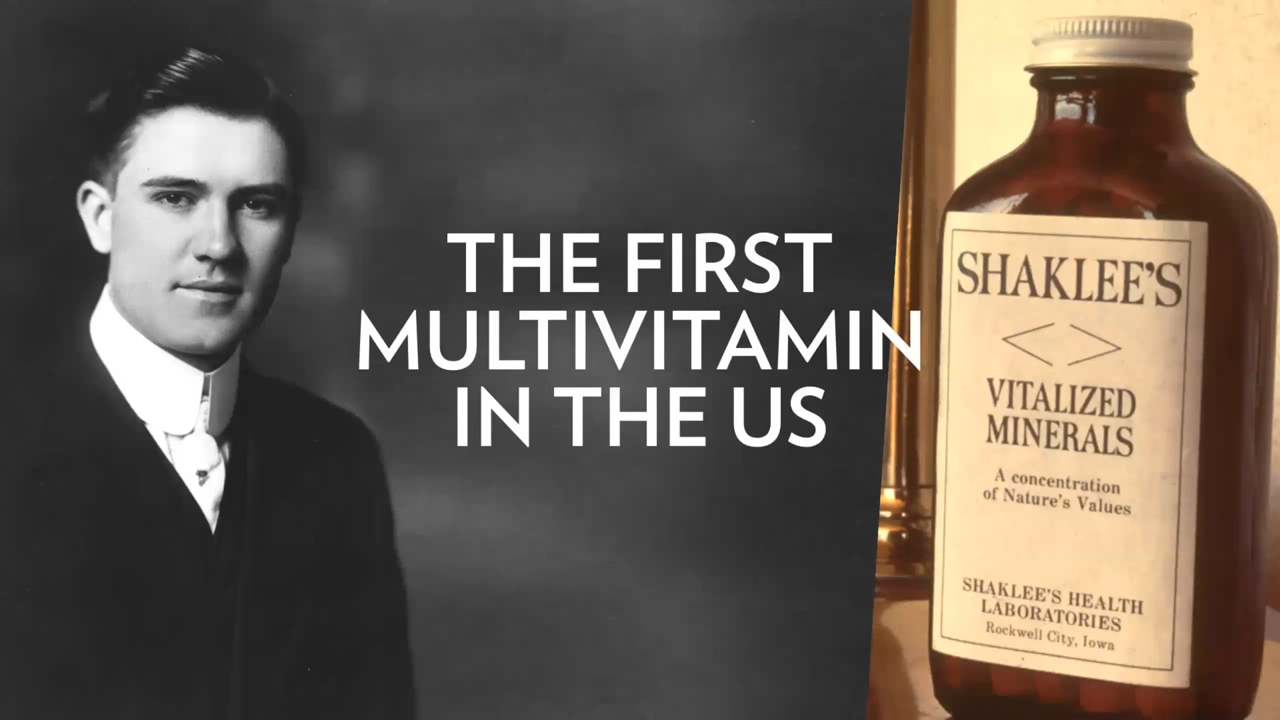 THE FIRST
MULTIVITAMIN
IN THE US
SHAKLEE'S
VITALIZED
MINERALS
A concentration
of Nature's Values
SHAKLEE'S HEALTH
LABORATORIES
Rockwell City, Iowa